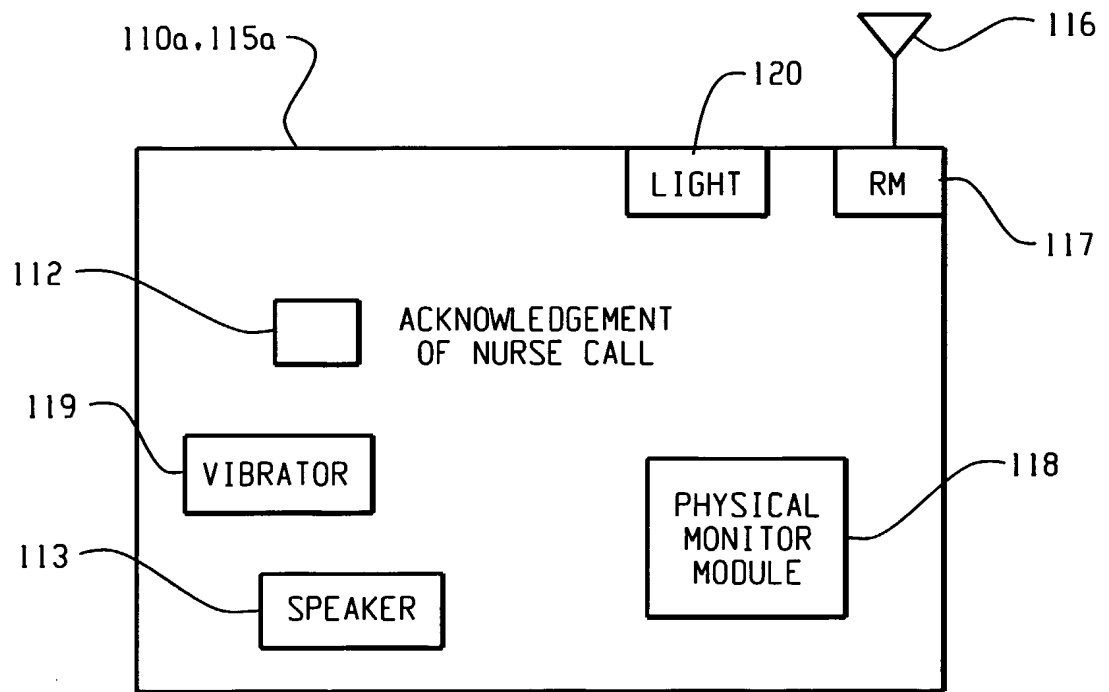 110a,115a
116
120
LIGHT
RM
117
112
ACKNOWLEDGEMENT
OF NURSE CALL
119
VIBRATOR
118
PHYSICAL
MONITOR
MODULE
113
SPEAKER